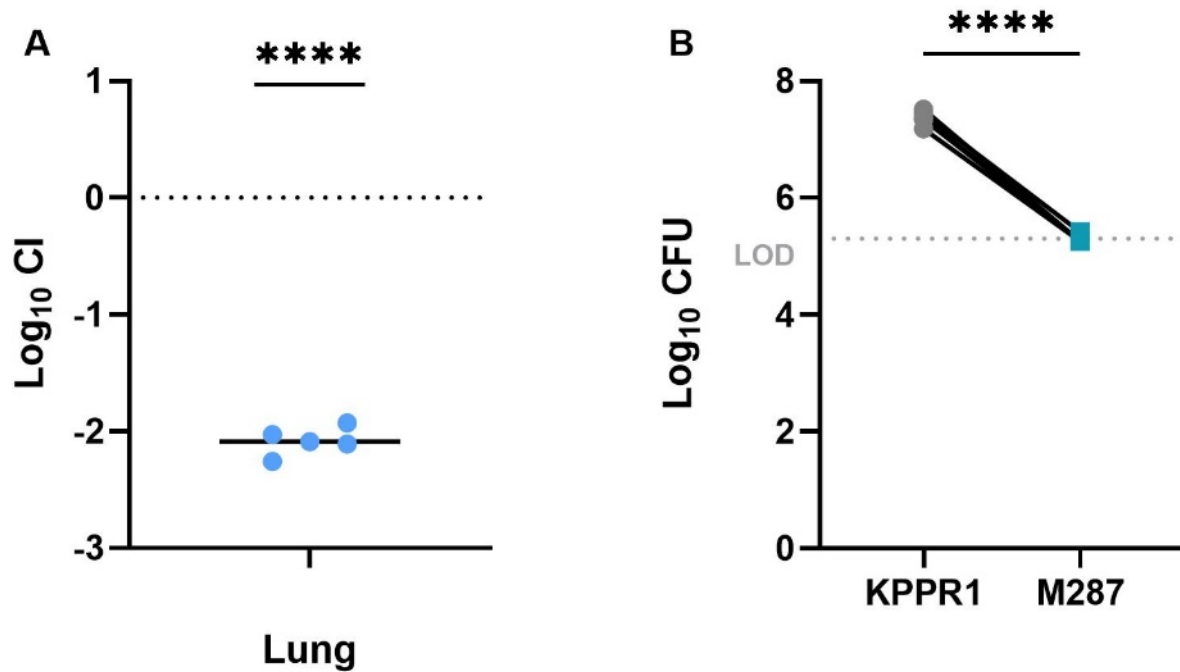 A
****
1
0
-1
-2
-3
Log10 CI
Lung
B
****
8
6
4
2
0
Log10 CFU
LOD
KPPR1 M287